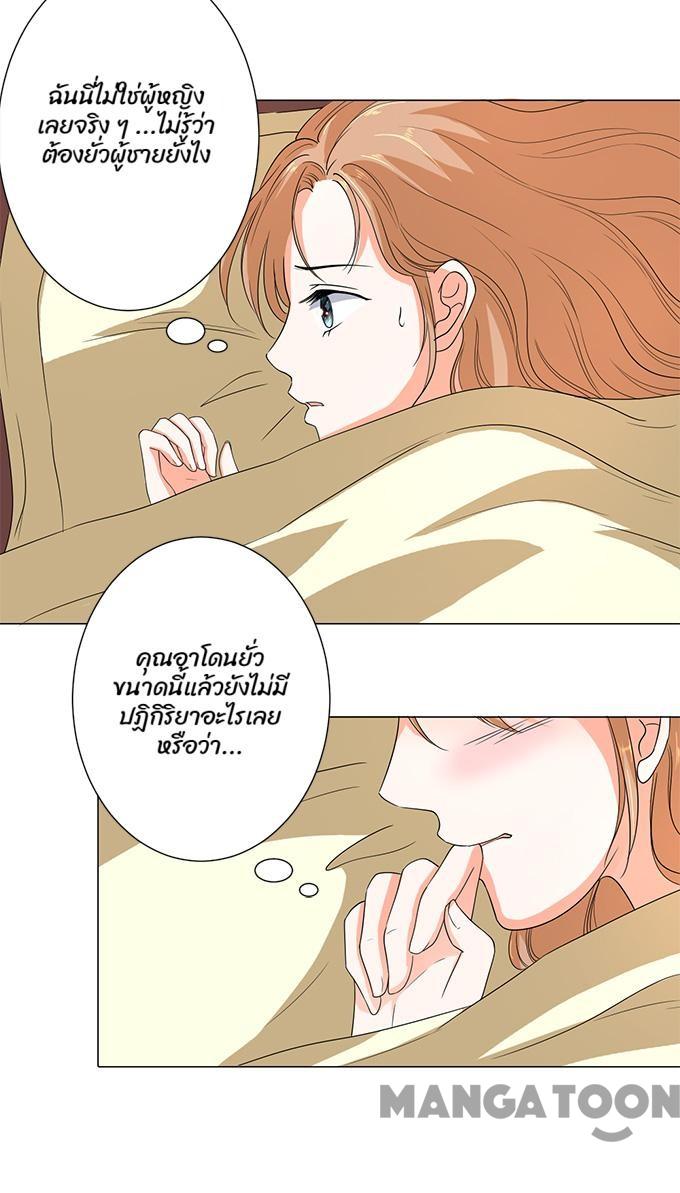 ฉันนี่ไม่ใช่ผู้หญิง
เลยจริง ๆ ...ไม่รู้ว่า
ต้องยั่วผู้ชายยังไง
คุณอาโดนยั่ว
ขนาดนี้แล้วยังไม่มี
ปฏิกิริยาอะไรเลย
หรือว่า...
MANGATOON